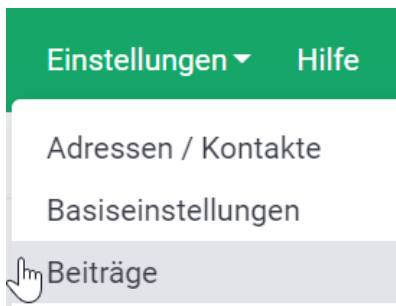 Einstellungen Hilfe
Adressen / Kontakte
Basiseinstellungen
Beiträge